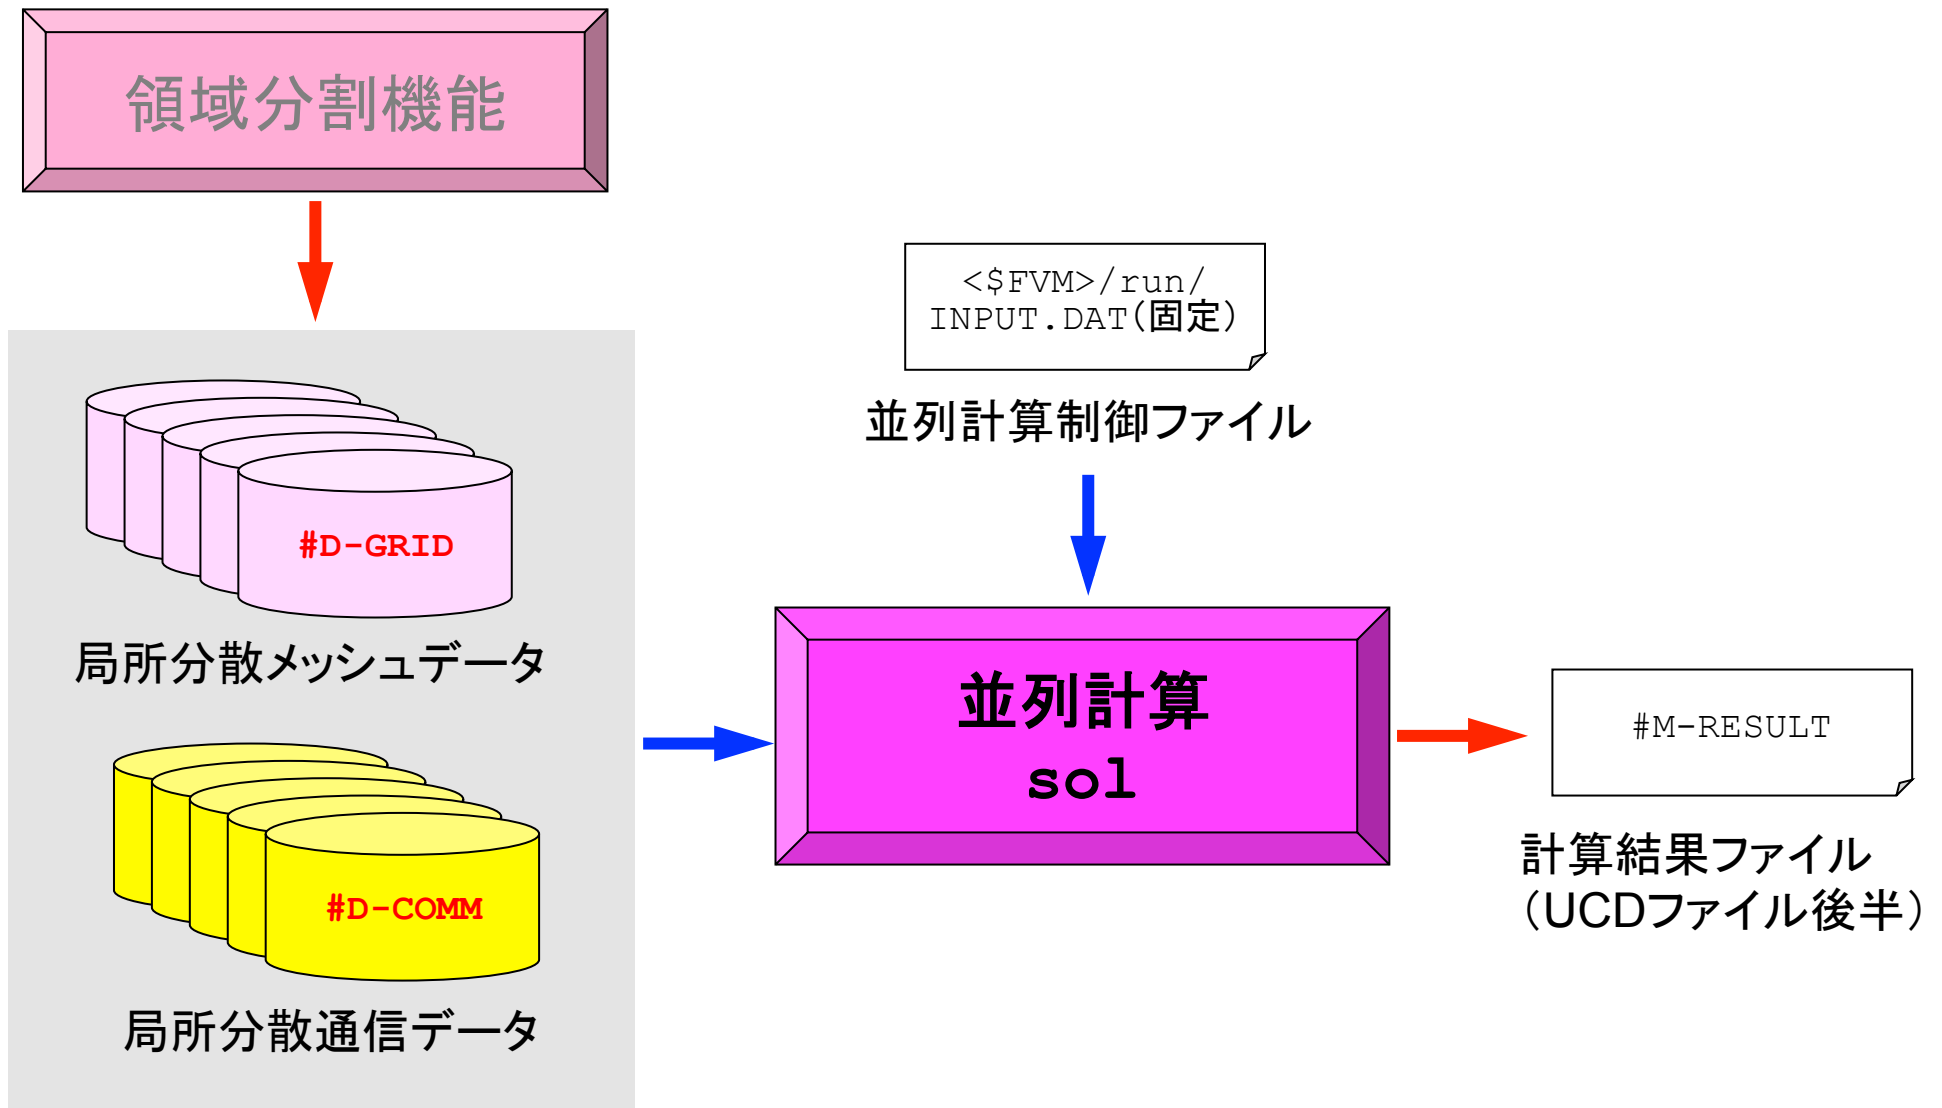 領域分割機能
<$FVM>/run/
INPUT.DAT(固定)
並列計算制御ファイル
#D-GRID
局所分散メッシュデータ
#D-COMM
局所分散通信データ
並列計算
sol
#M-RESULT
計算結果ファイル
（UCDファイル後半）